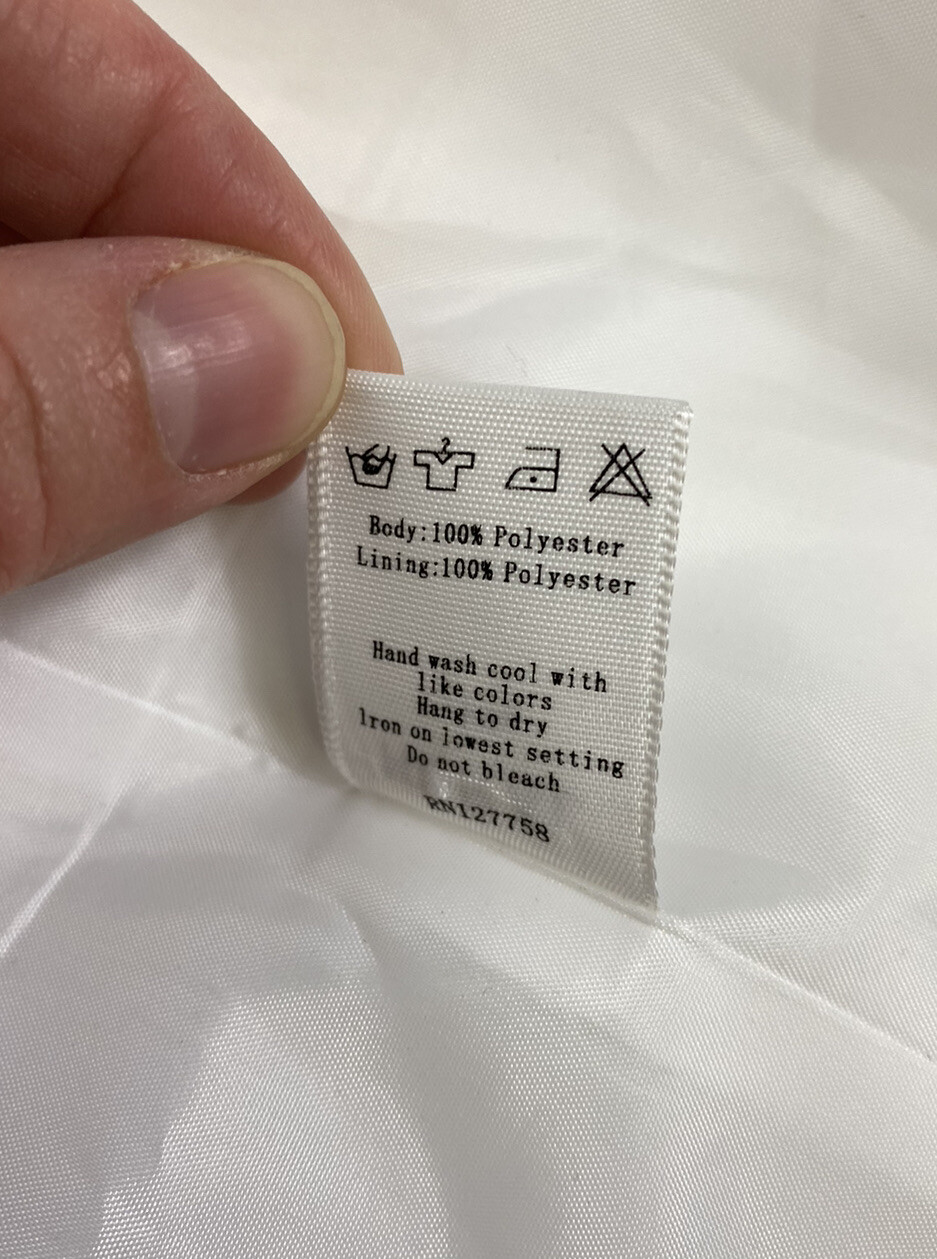 Body:100% Polyester
Lining:100% Polyester
Hand wash cool with
like colors
Hang to dry
Iron on lowest setting
Do not bleach
RN127758